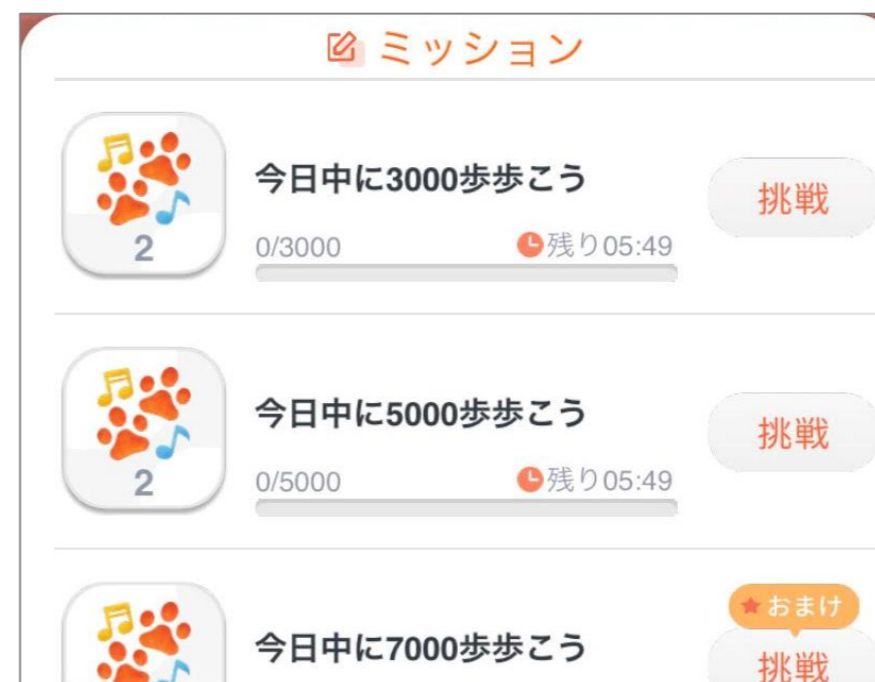 ミッション
今日中に3000歩歩こう
挑戦
2
0/3000
残り05:49
今日中に5000歩歩こう
挑戦
2
0/5000
残り05:49
おまけ
今日中に7000歩歩こう
挑戦